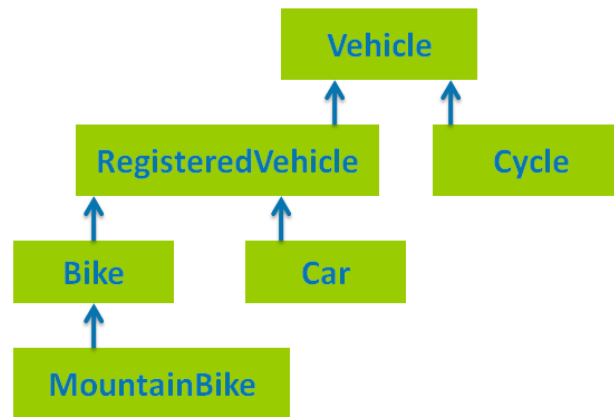 Vehicle
RegisteredVehicle
Cycle
Bike
Car
MountainBike